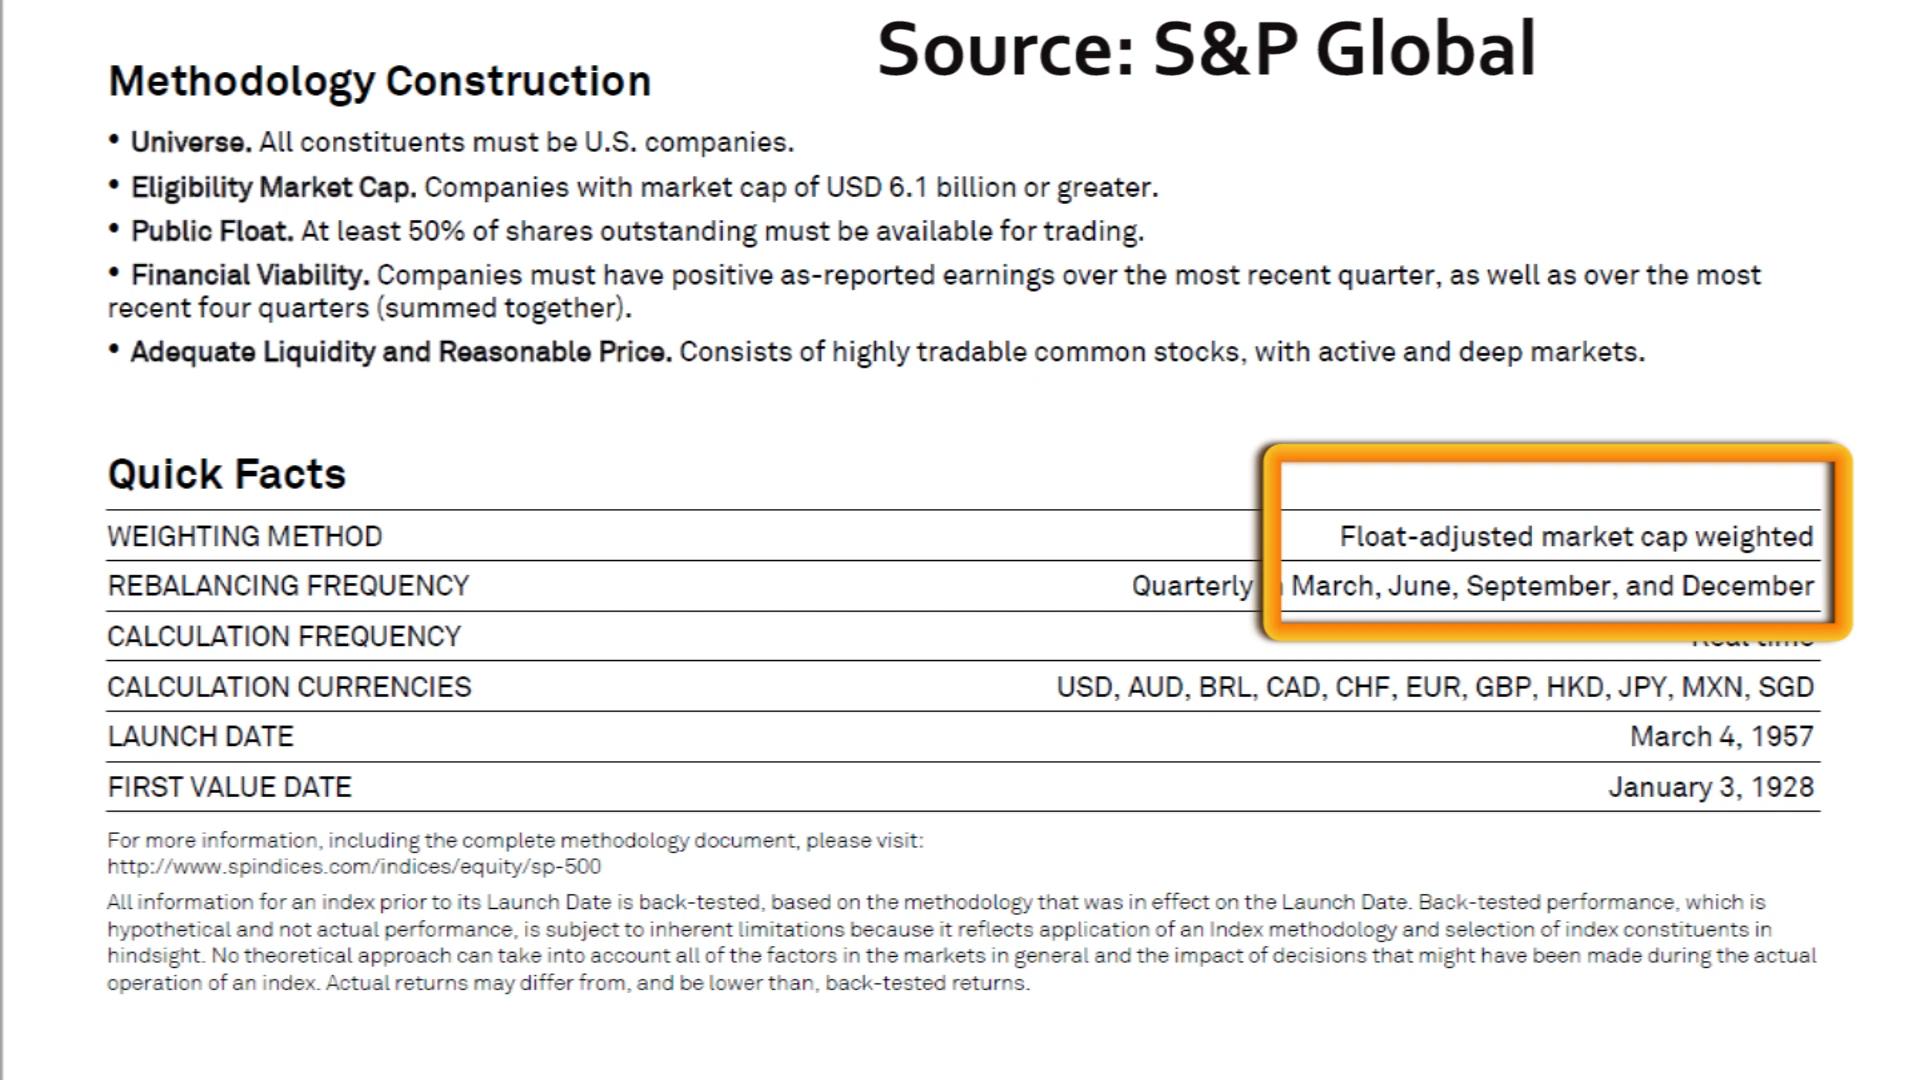 Source: S&P Global
Methodology Construction
• Universe. All constituents must be U.S. companies.
• Eligibility Market Cap. Companies with market cap of USD 6.1 billion or greater.
• Public Float. At least 50% of shares outstanding must be available for trading.
• Financial Viability. Companies must have positive as-reported earnings over the most recent quarter, as well as over the most
recent four quarters (summed together).
• Adequate Liquidity and Reasonable Price. Consists of highly tradable common stocks, with active and deep markets.
Quick Facts
WEIGHTING METHOD Float-adjusted market cap weighted
REBALANCING FREQUENCY Quarterly March, June, September, and December
CALCULATION FREQUENCY
CALCULATION CURRENCIES USD, AUD, BRL, CAD, CHF, EUR, GBP, HKD, JPY, MXN, SGD
LAUNCH DATE March 4, 1957
FIRST VALUE DATE January 3, 1928
For more information, including the complete methodology document, please visit:
http://www.spindices.com/indices/equity/sp-500
All information for an index prior to its Launch Date is back-tested, based on the methodology that was in effect on the Launch Date. Back-tested performance, which is
hypothetical and not actual performance, is subject to inherent limitations because it reflects application of an Index methodology and selection of index constituents in
hindsight. No theoretical approach can take into account all of the factors in the markets in general and the impact of decisions that might have been made during the actual
operation of an index. Actual returns may differ from, and be lower than, back-tested returns.